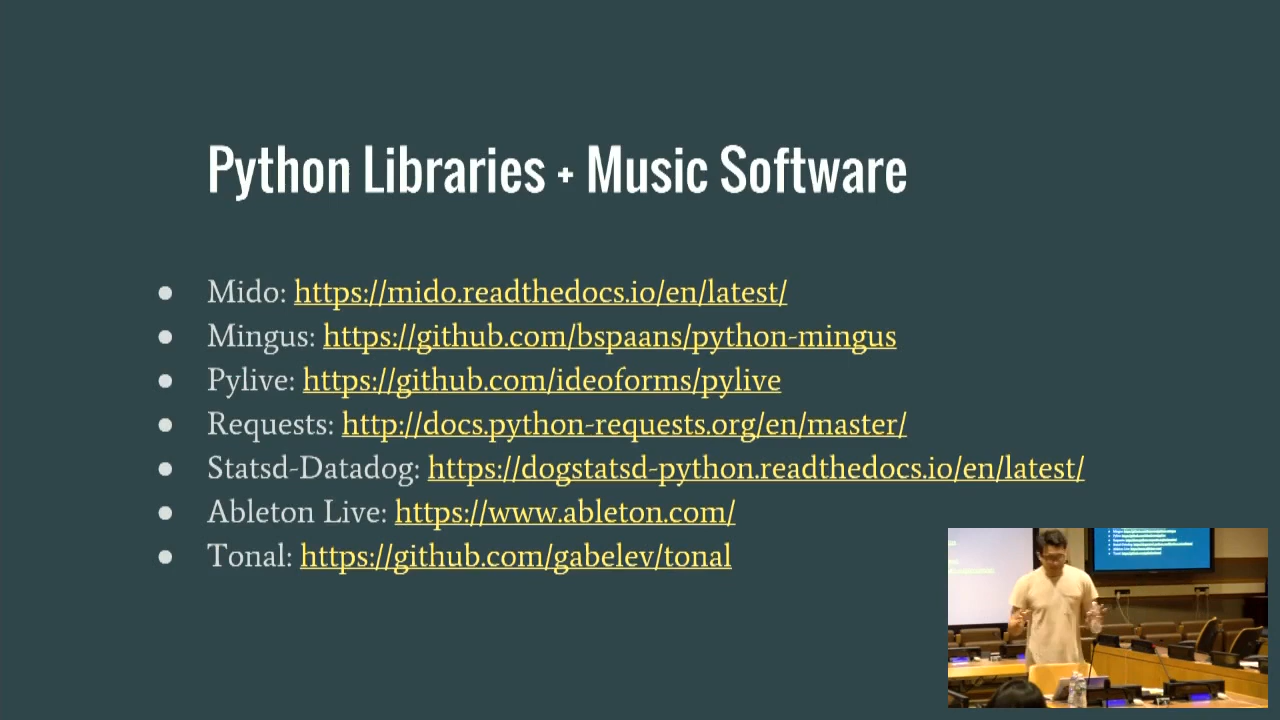 Python Libraries + Music Software
● Mido: https://mido.readthedocs.io/en/latest/
● Mingus: https://github.com/bspaans/python-mingus
● Pylive: https://github.com/ideoforms/pylive
● Requests: http://docs.python-requests.org/en/master/
● Statsd-Datadog: https://dogstatsd-python.readthedocs.io/en/latest/
● Ableton Live: https://www.ableton.com/
● Tonal: https://github.com/gabelev/tonal